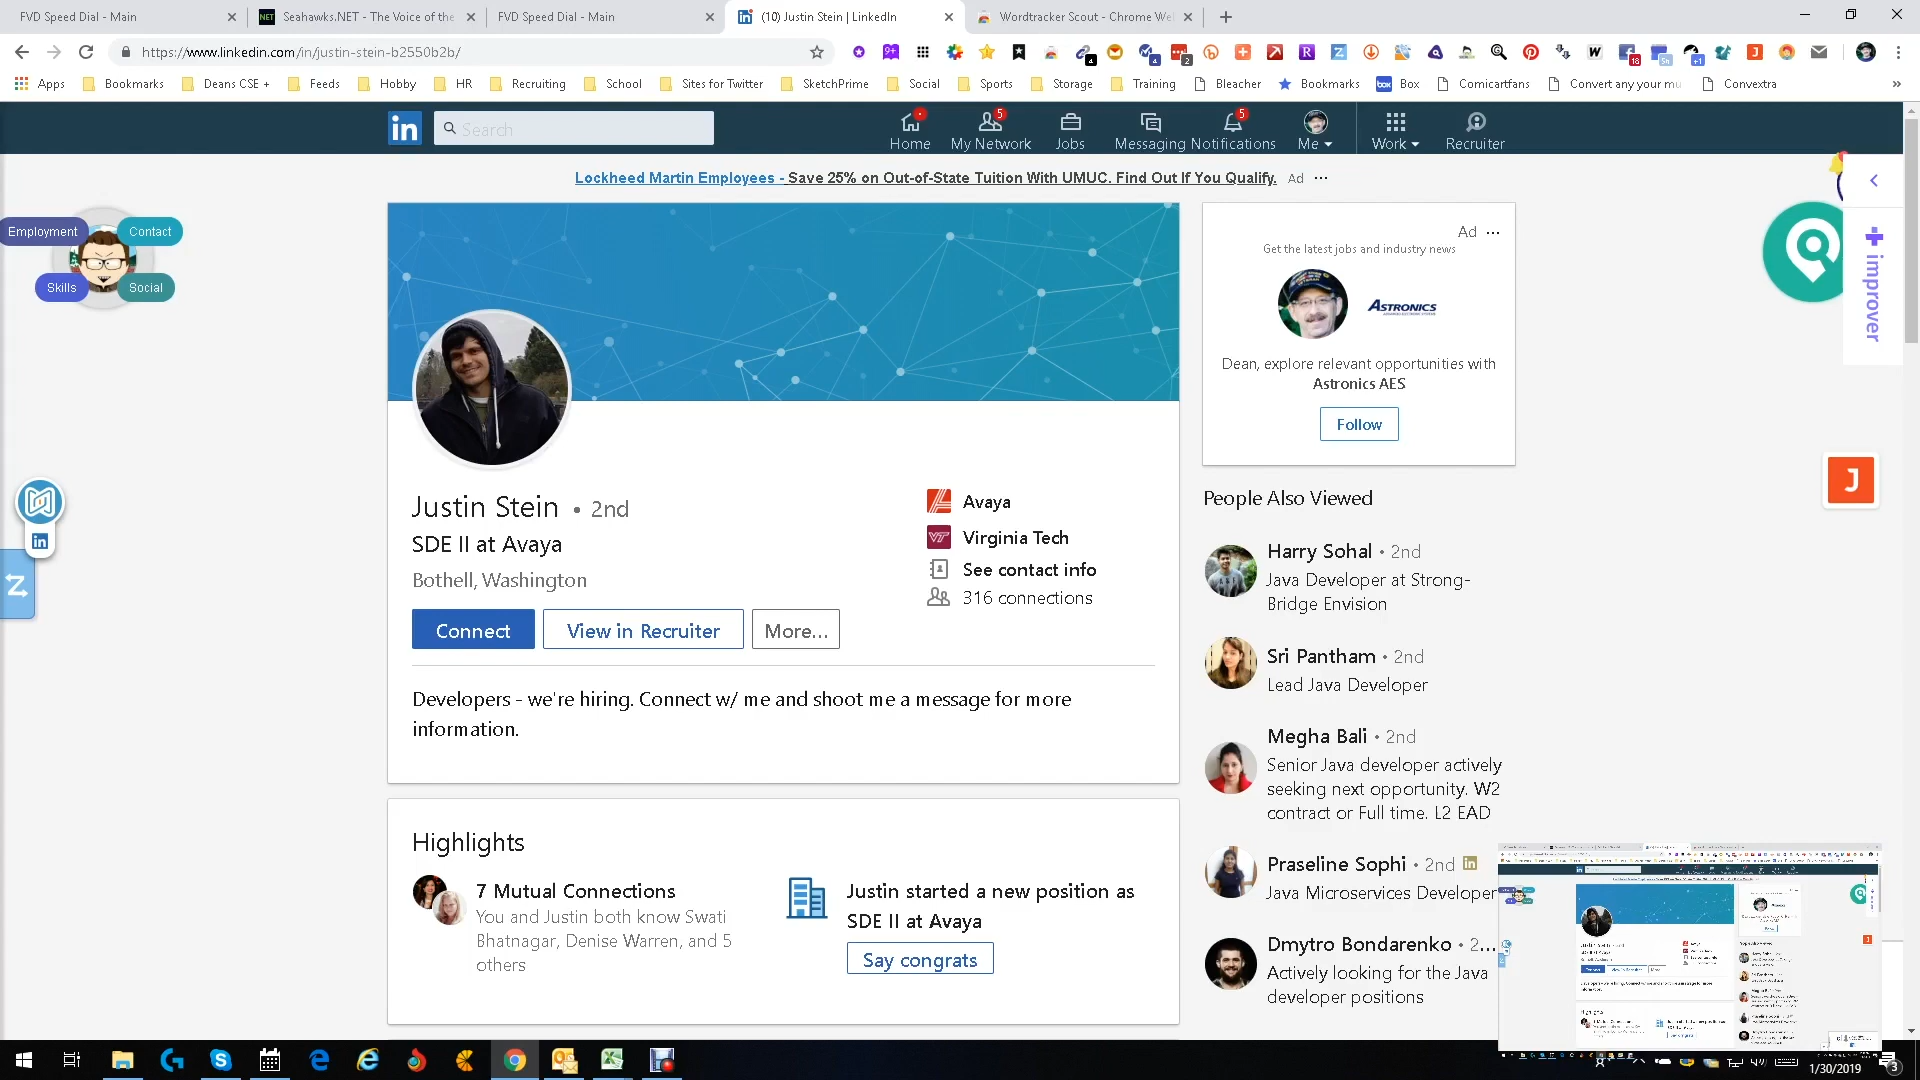 FVD Speed Dial - Main
Seahawks.NET - The Voice of the
FVD Speed Dial - Main
(10) Justin Stein | LinkedIn
Wordtracker Scout - Chrome We
https://www.linkedin.com/in/justin-stein-b2550b2b/
Apps
Bookmarks
Deans CSE +
Feeds
Hobby
HR
Recruiting
School
Sites for Twitter
SketchPrime
Social
Sports
Storage
Training
Bleacher
Bookmarks
Box
Comicartfans
Convert any your mu
Convextra
in
Search
Home
My Network
Jobs
Messaging
Notifications
Me
Work
Recruiter
Lockheed Martin Employees - Save 25% on Out-of-State Tuition With UMUC. Find Out If You Qualify.
Ad
Employment
Contact
Skills
Social
improver
Ad
Get the latest jobs and industry news
ASTRONICS
Dean, explore relevant opportunities with
Astronics AES
Follow
Justin Stein • 2nd
SDE II at Avaya
Bothell, Washington
Avaya
Virginia Tech
See contact info
316 connections
Connect
View in Recruiter
More...
Developers - we're hiring. Connect w/ me and shoot me a message for more
information.
Highlights
7 Mutual Connections
You and Justin both know Swati
Bhatnagar, Denise Warren, and 5
others
Justin started a new position as
SDE II at Avaya
Say congrats
People Also Viewed
Harry Sohal • 2nd
Java Developer at Strong-
Bridge Envision
Sri Pantham • 2nd
Lead Java Developer
Megha Bali • 2nd
Senior Java developer actively
seeking next opportunity. W2
contract or Full time. L2 EAD
Praseline Sophi • 2nd
Java Microservices Developer
Dmytro Bondarenko • 2...
Actively looking for the Java
developer positions
J
1/30/2019
3